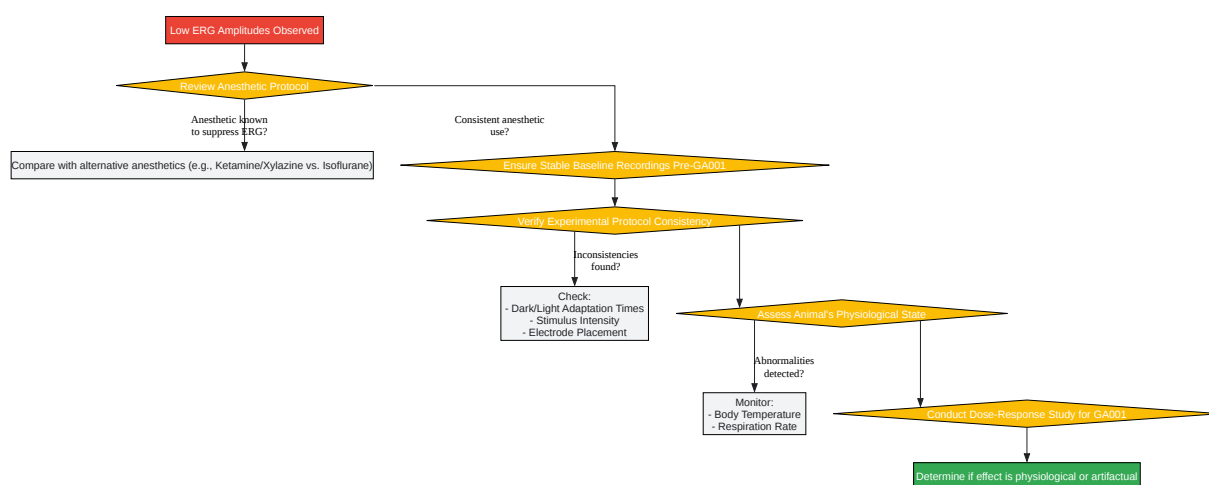 Low ERG Amplitudes Observed
Review Anesthetic Protocol
Anesthetic known
to suppress ERG?
Consistent anesthetic
use?
Compare with alternative anesthetics (e.g., Ketamine/Xylazine vs. Isoflurane)
Ensure Stable Baseline Recordings Pre-GA001
Verify Experimental Protocol Consistency
Inconsistencies
found?
Check:
- Dark/Light Adaptation Times
- Stimulus Intensity
- Electrode Placement
Assess Animal's Physiological State
Abnormalities
detected?
Monitor:
- Body Temperature
- Respiration Rate
Conduct Dose-Response Study for GA001
Determine if effect is physiological or artifactual